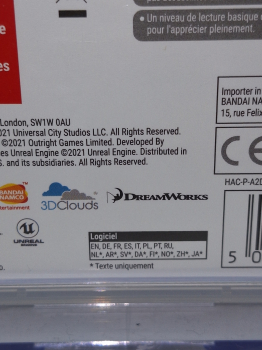 • Un niveau de lecture basique
pour l'apprécier pleinement.
Importer in
BANDAI NA
15, rue Felix
London, SW1W 0AU
2021 Universal City Studios LLC. All Rights Reserved.
©2021 Outright Games Limited. Developed By
es Unreal Engine ©2021 Unreal Engine. Distributed in
S. and its subsidiaries. All Rights Reserved.
CE
HAC-P-A2D
BANDAI
NAMCO
Entertainment
3DClouds
DREAMWORKS
UNREAL
ENGINE
Logiciel
EN, DE, FR, ES, IT, PL, PT, RU,
NL*, AR*, SV*, DA*, FI*, NO*, ZH*, JA*
* Texte uniquement
5 0